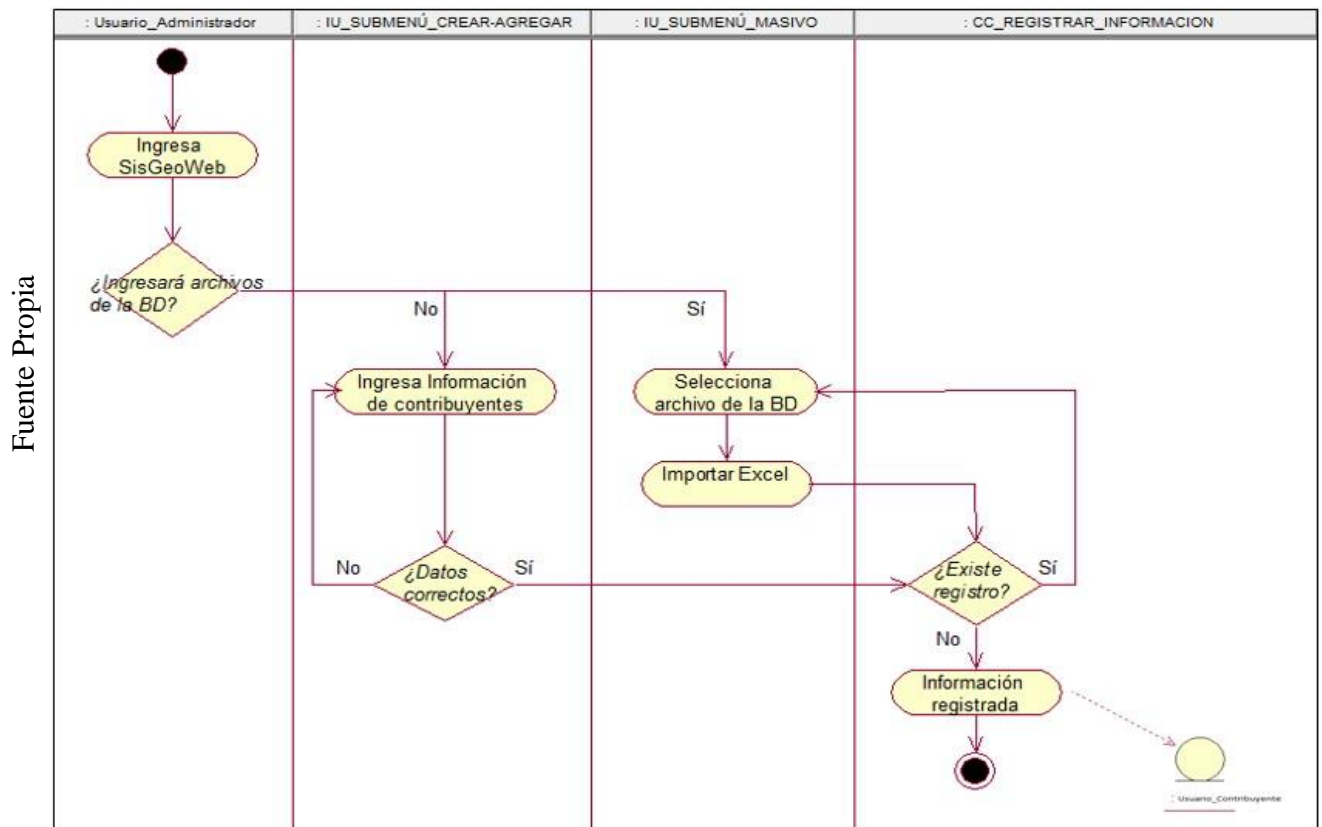 : Usuario_Administrador
: IU_SUBMENÚ_CREAR-AGREGAR
: IU_SUBMENÚ_MASIVO
: CC_REGISTRAR_INFORMACION
Ingresa
SisGeoWeb
¿Ingresará archivos
de la BD?
No
Sí
Ingresa Información
de contribuyentes
Selecciona
archivo de la BD
Importar Excel
No
¿Datos
correctos?
Sí
¿Existe
registro?
Sí
No
Información
registrada
: Usuario_Contribuyente
Fuente Propia